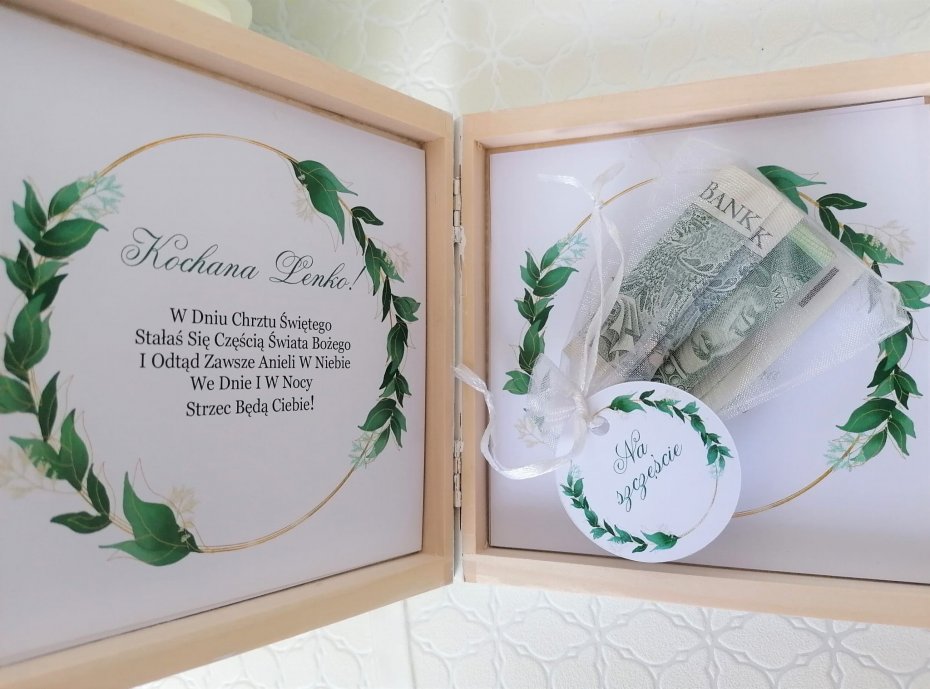 Kochana Lenko!
W Dniu Chrztu Świętego
Stałaś Się Częścią Świata Bożego
I Odtąd Zawsze Anieli W Niebie
We Dnie I W Nocy
Strzec Będą Ciebie!
BANK
Na
szczęście